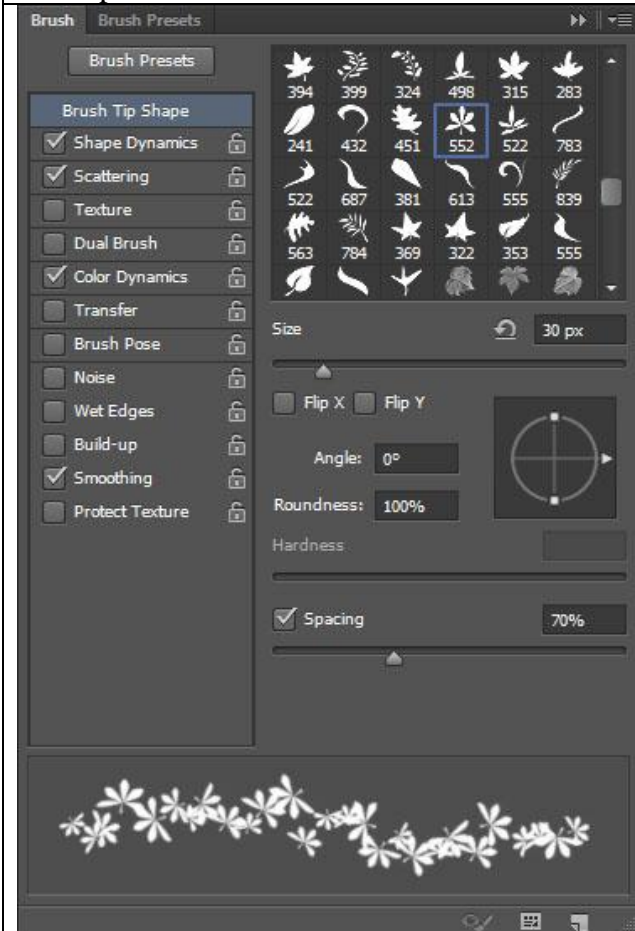 Brush Brush Presets
Brush Presets
Brush Tip Shape
Shape Dynamics
Scattering
Texture
Dual Brush
Color Dynamics
Transfer
Brush Pose
Noise
Wet Edges
Build-up
Smoothing
Protect Texture
394 399 324 498 315 283
241 432 451 552 522 783
522 687 381 613 555 839
563 784 369 322 353 555
Size 30 px
Flip X Flip Y
Angle: 0°
Roundness: 100%
Hardness
Spacing 70%